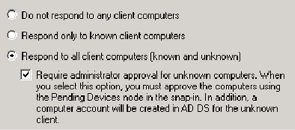 Do not respond to any client computers
Respond only to known client computers
Respond to all client computers (known and unknown)
Require administrator approval for unknown computers. When
you select this option, you must approve the computers using
the Pending Devices node in the snap-in. In addition, a
computer account will be created in AD DS for the unknown
client.